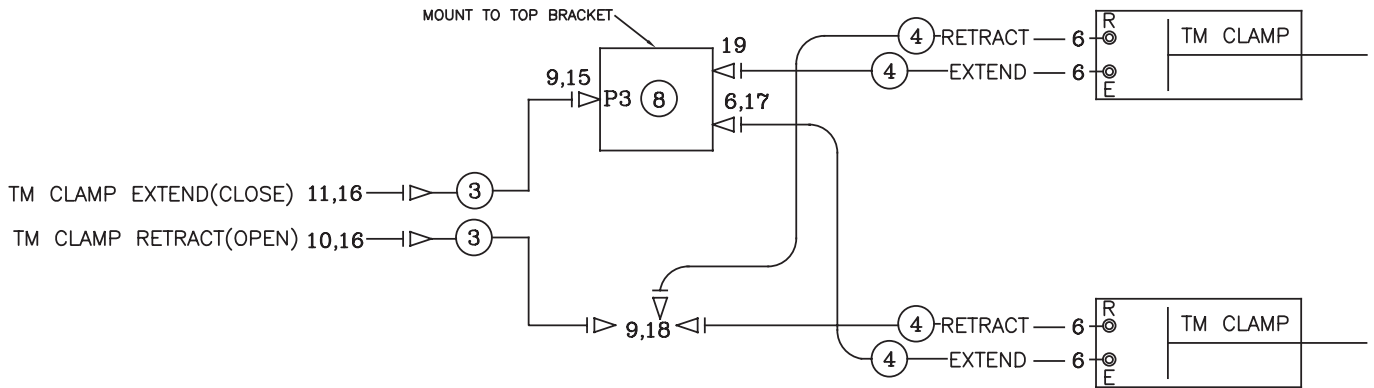 MOUNT TO TOP BRACKET
9,15
P3 8
19
6,17
4 RETRACT 6 R
4 EXTEND 6 E
TM CLAMP
TM CLAMP EXTEND(CLOSE) 11,16 3
TM CLAMP RETRACT(OPEN) 10,16 3
9,18
4 RETRACT 6 R
4 EXTEND 6 E
TM CLAMP